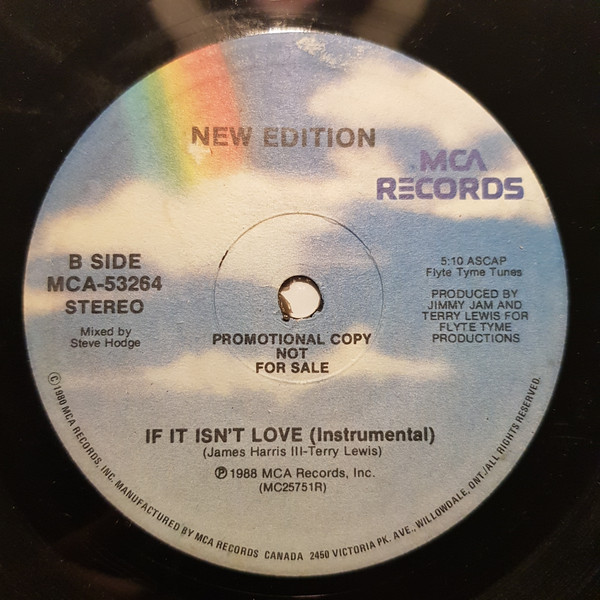 NEW EDITION
MCA
RECORDS
B SIDE
MCA-53264
STEREO
Mixed by
Steve Hodge
5:10 ASCAP
Flyte Tyme Tunes
PRODUCED BY
JIMMY JAM AND
TERRY LEWIS FOR
FLYTE TYME
PRODUCTIONS
PROMOTIONAL COPY
NOT
FOR SALE
IF IT ISN'T LOVE (Instrumental)
(James Harris III-Terry Lewis)
℗ 1988 MCA Records, Inc.
(MC25751R)
©1980 MCA RECORDS, INC. MANUFACTURED BY MCA RECORDS CANADA 2450 VICTORIA PK. AVE., WILLOWDALE, ONT./ALL RIGHTS RESERVED.